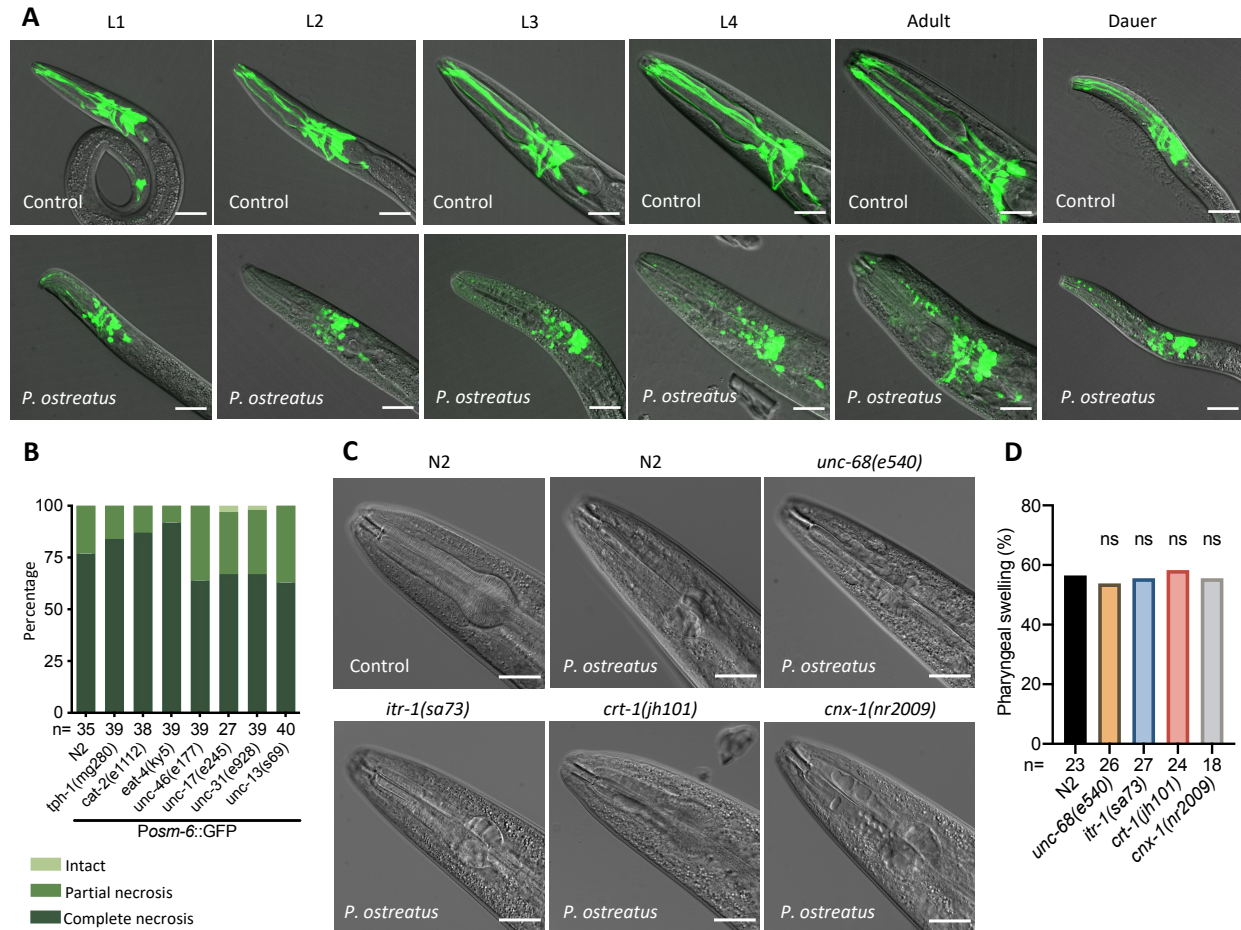 A
L1 L2 L3 L4 Adult Dauer
Control Control Control Control Control Control
P. ostreatus P. ostreatus P. ostreatus P. ostreatus P. ostreatus P. ostreatus
B
Percentage
100
75
50
25
0
n= 35 39 38 39 39 27 39 40
N2
tph-1(mg280)
cat-2(e1112)
eat-4(ky5)
unc-46(e177)
unc-17(e245)
unc-31(e928)
unc-13(s69)
Posm-6::GFP
Intact
Partial necrosis
Complete necrosis
C
N2 N2 unc-68(e540)
Control P. ostreatus P. ostreatus
itr-1(sa73) crt-1(jh101) cnx-1(nr2009)
P. ostreatus P. ostreatus P. ostreatus
D
Pharyngeal swelling (%)
80
60
40
20
0
ns ns ns ns
n= 23 26 27 24 18
N2
unc-68(e540)
itr-1(sa73)
crt-1(jh101)
cnx-1(nr2009)